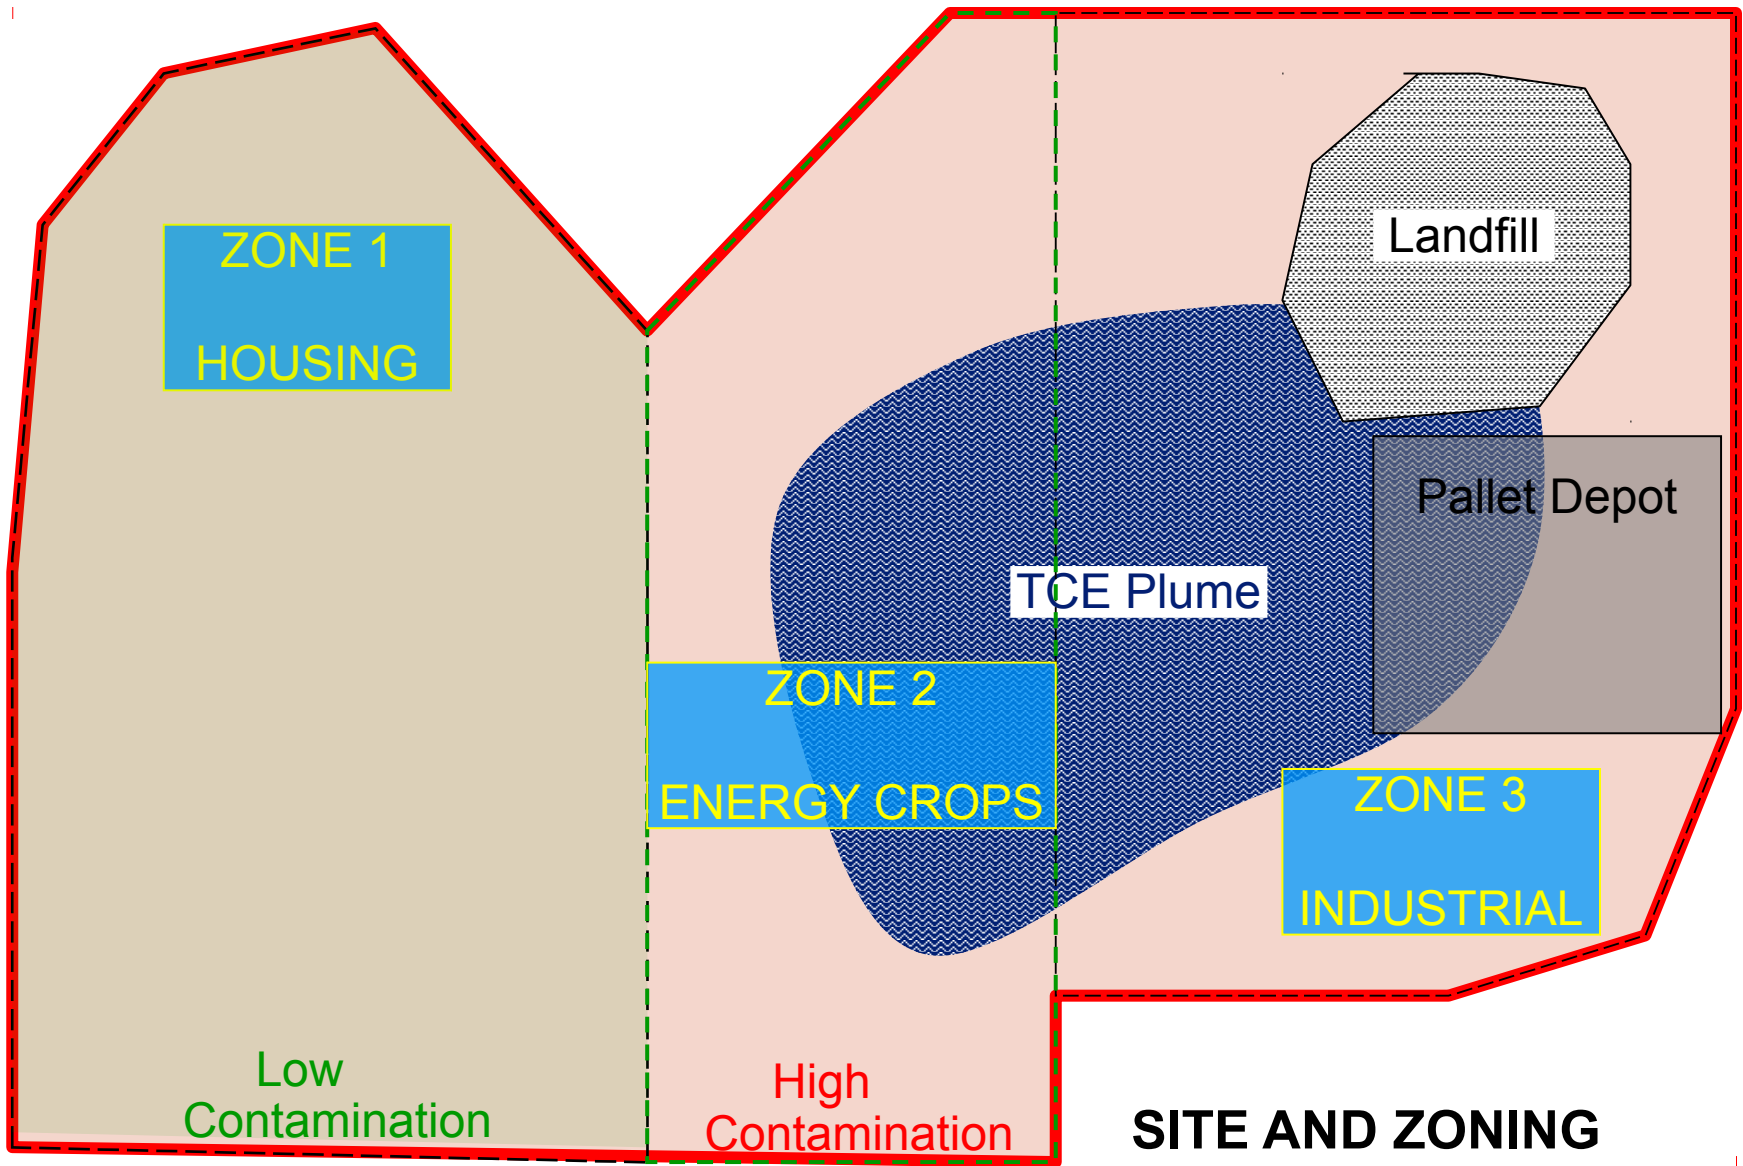 ZONE 1
HOUSING
Landfill
Pallet Depot
TCE Plume
ZONE 2
ENERGY CROPS
ZONE 3
INDUSTRIAL
Low
Contamination
High
Contamination
SITE AND ZONING